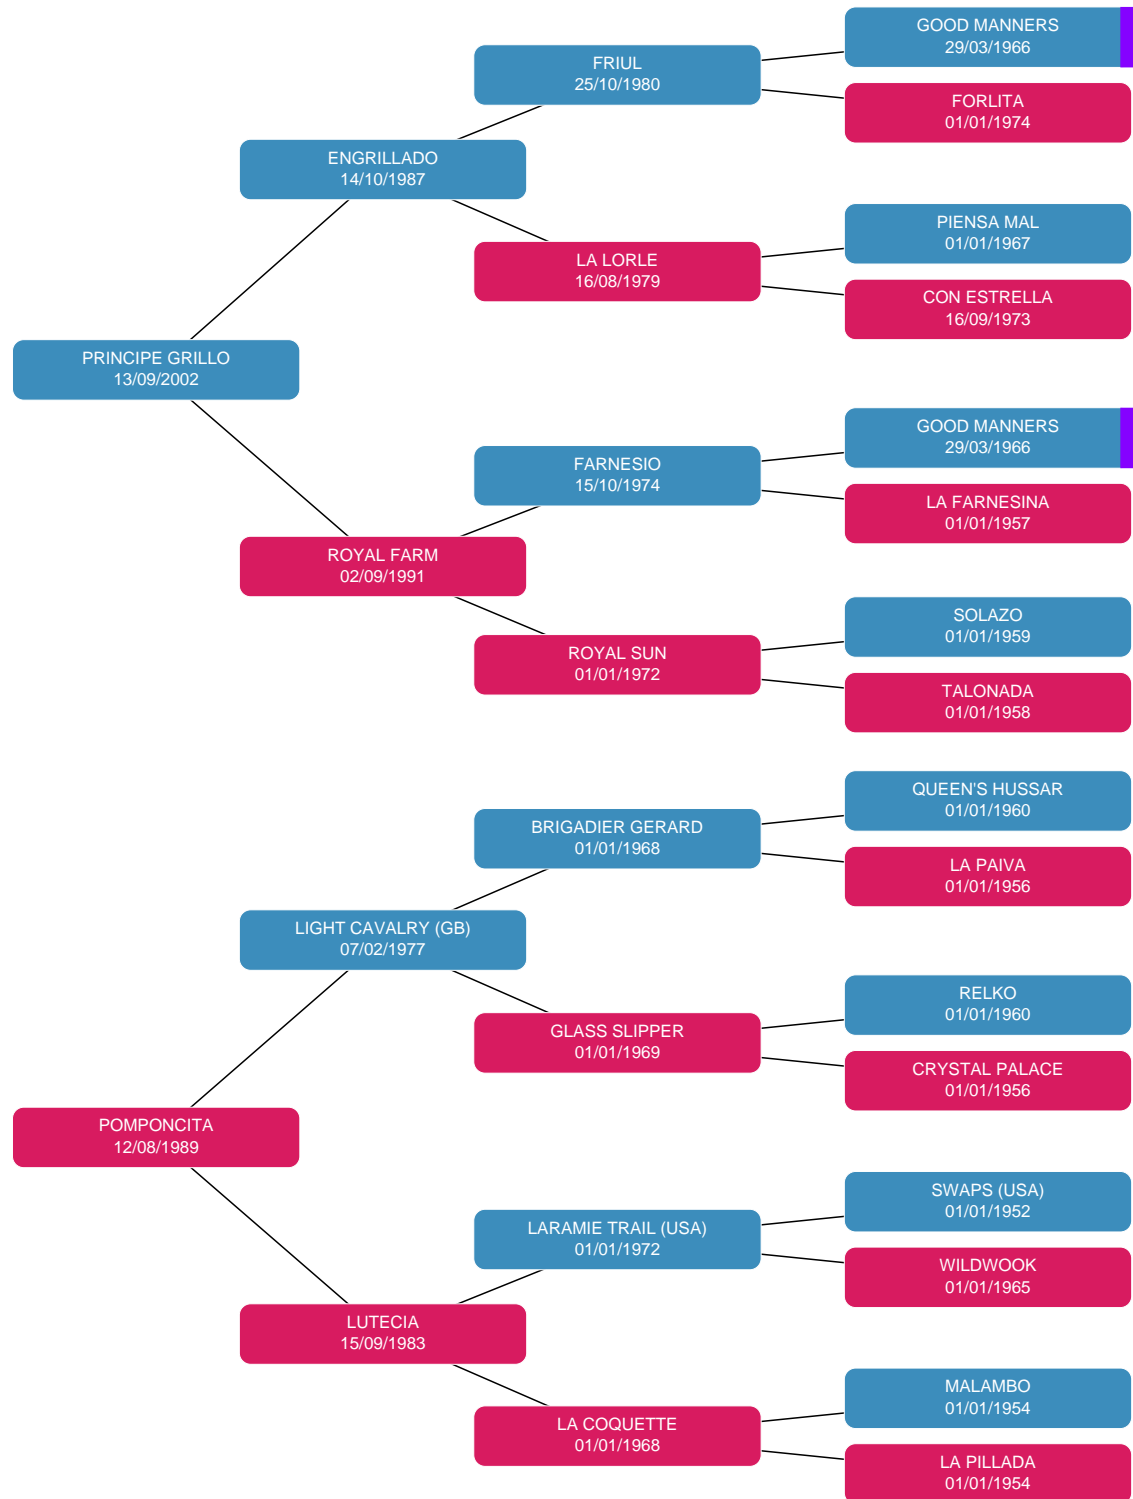 GOOD MANNERS
29/03/1966
FRIUL
25/10/1980
FORLITA
01/01/1974
ENGRILLADO
14/10/1987
PIENSA MAL
01/01/1967
LA LORLE
16/08/1979
CON ESTRELLA
16/09/1973
PRINCIPE GRILLO
13/09/2002
GOOD MANNERS
29/03/1966
FARNESIO
15/10/1974
LA FARNESINA
01/01/1957
ROYAL FARM
02/09/1991
SOLAZO
01/01/1959
ROYAL SUN
01/01/1972
TALONADA
01/01/1958
QUEEN'S HUSSAR
01/01/1960
BRIGADIER GERARD
01/01/1968
LA PAIVA
01/01/1956
LIGHT CAVALRY (GB)
07/02/1977
RELKO
01/01/1960
GLASS SLIPPER
01/01/1969
CRYSTAL PALACE
01/01/1956
POMPONCITA
12/08/1989
SWAPS (USA)
01/01/1952
LARAMIE TRAIL (USA)
01/01/1972
WILDWOOK
01/01/1965
LUTECIA
15/09/1983
MALAMBO
01/01/1954
LA COQUETTE
01/01/1968
LA PILLADA
01/01/1954